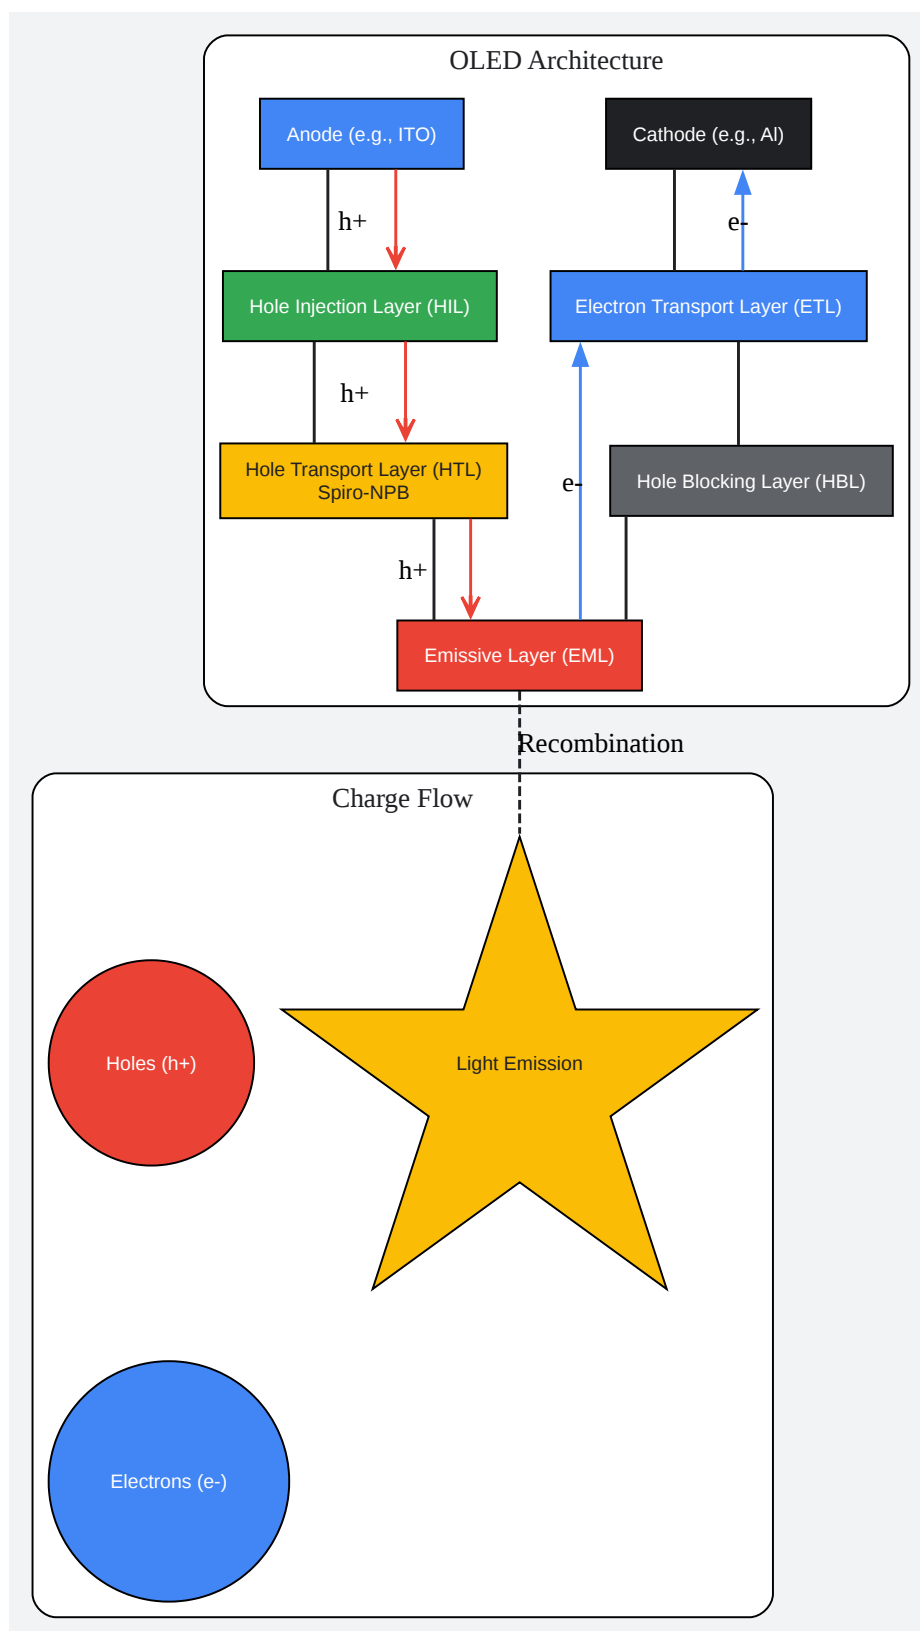 OLED Architecture
Anode (e.g., ITO)
Cathode (e.g., Al)
h+
e-
Hole Injection Layer (HIL)
Electron Transport Layer (ETL)
h+
Hole Transport Layer (HTL)
Spiro-NPB
e-
Hole Blocking Layer (HBL)
h+
Emissive Layer (EML)
Recombination
Charge Flow
Holes (h+)
Light Emission
Electrons (e-)